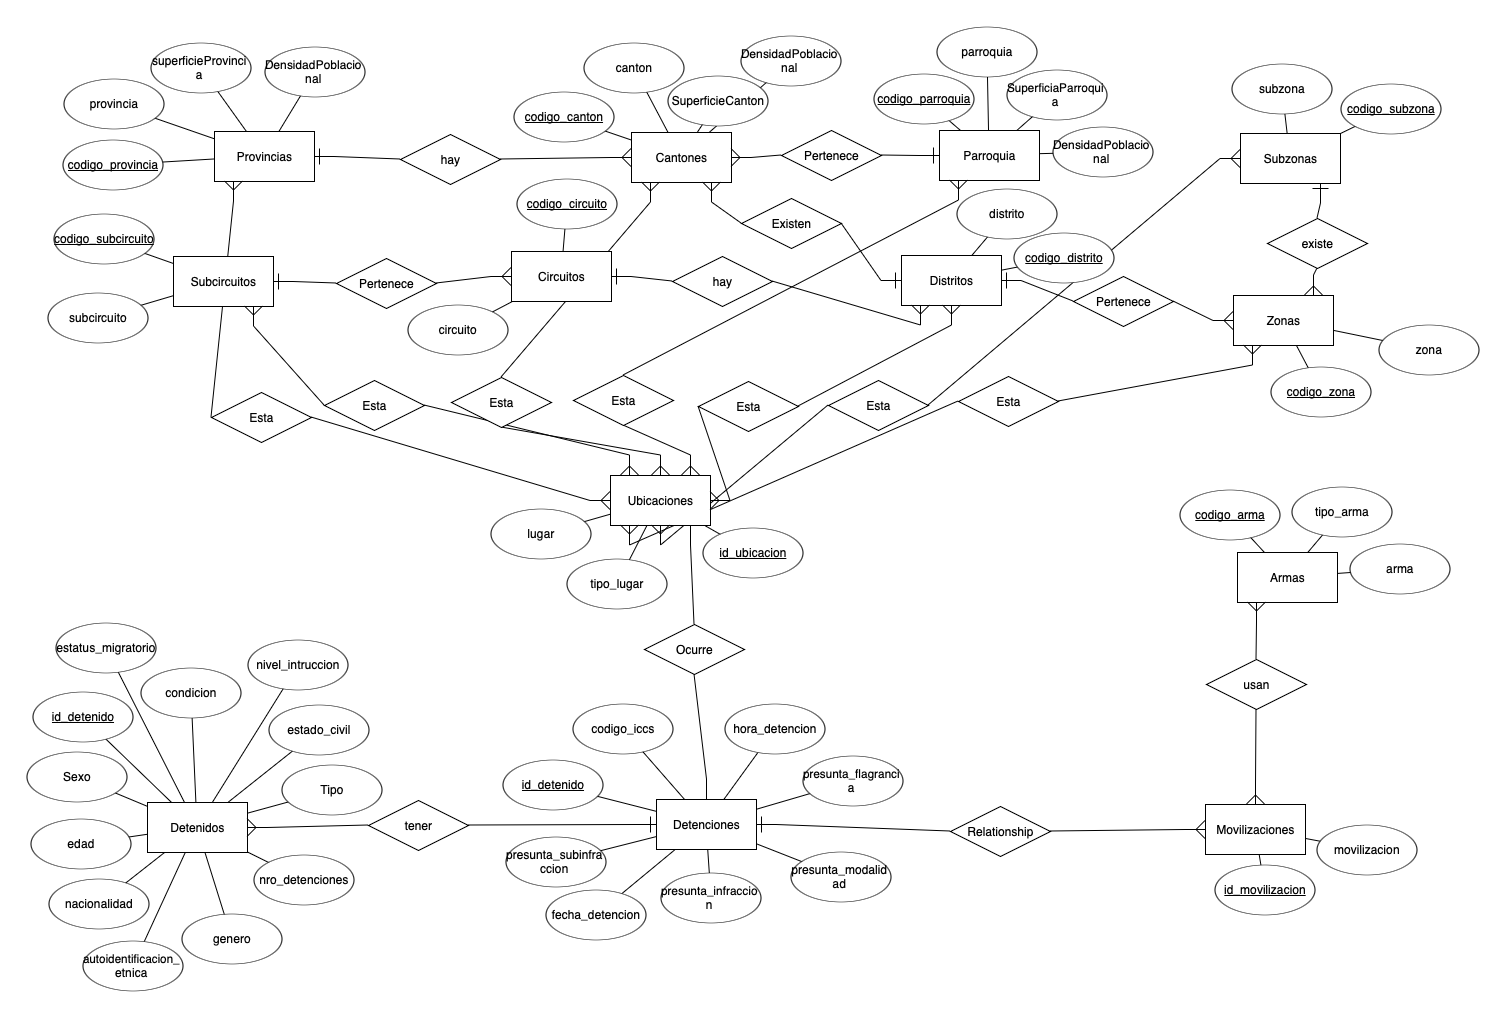 parroquia
superficieProvinci
a
DensidadPoblacio
nal
canton
DensidadPoblacio
nal
provincia
codigo_canton
SuperficieCanton
codigo_parroquia
SuperficiaParroqui
a
subzona
codigo_subzona
codigo_provincia
Provincias
hay
Cantones
Pertenece
Parroquia
DensidadPoblacio
nal
Subzonas
codigo_circuito
Existen
distrito
codigo_subcircuito
codigo_distrito
existe
Subcircuitos
Pertenece
Circuitos
hay
Distritos
Pertenece
Zonas
subcircuito
circuito
zona
codigo_zona
Esta
Esta
Esta
Esta
Esta
Esta
Esta
Ubicaciones
lugar
id_ubicacion
tipo_lugar
codigo_arma
tipo_arma
arma
Armas
Ocurre
usan
estatus_migratorio
nivel_intruccion
condicion
id_detenido
estado_civil
Sexo
Tipo
codigo_iccs
hora_detencion
id_detenido
presunta_flagranci
a
Detenidos
tener
Detenciones
Relationship
Movilizaciones
edad
nro_detenciones
presunta_subinfra
ccion
presunta_modalid
ad
movilizacion
id_movilizacion
nacionalidad
fecha_detencion
presunta_infraccio
n
genero
autoidentificacion_
etnica